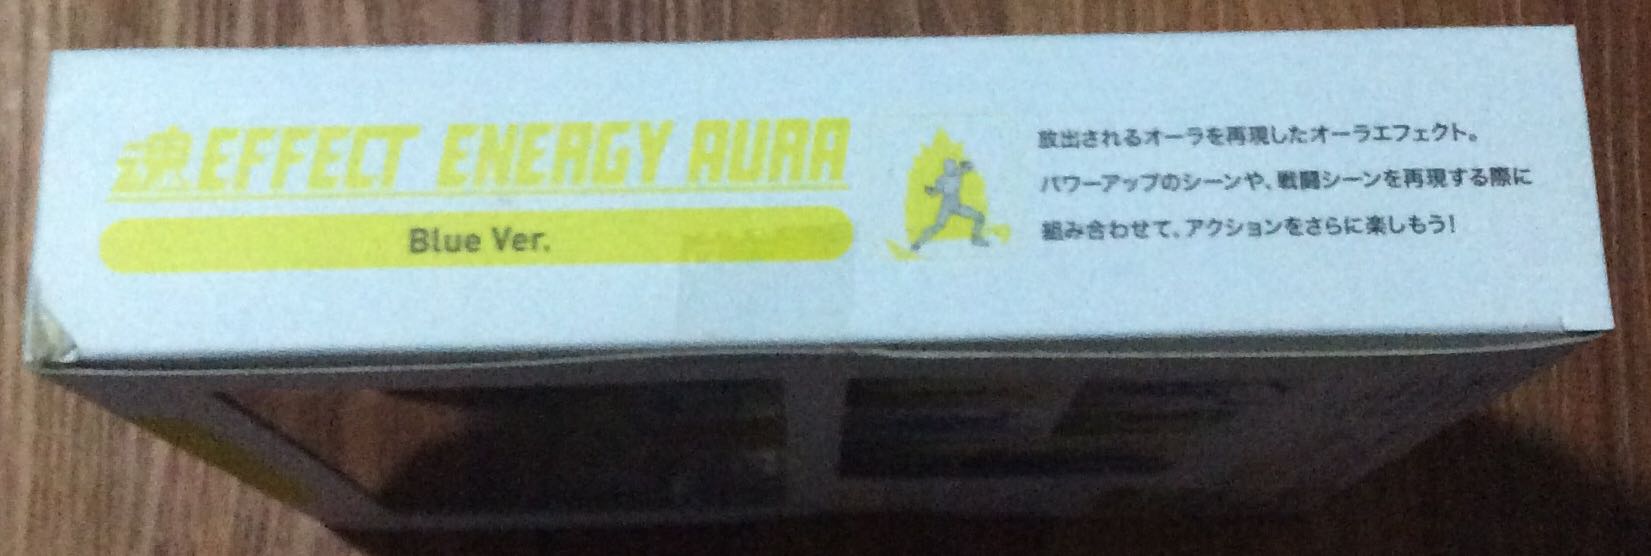 魂EFFECT ENERGY AURA
Blue Ver.
放出されるオーラを再現したオーラエフェクト。
パワーアップのシーンや、戦闘シーンを再現する際に
組み合わせて、アクションをさらに楽しもう!